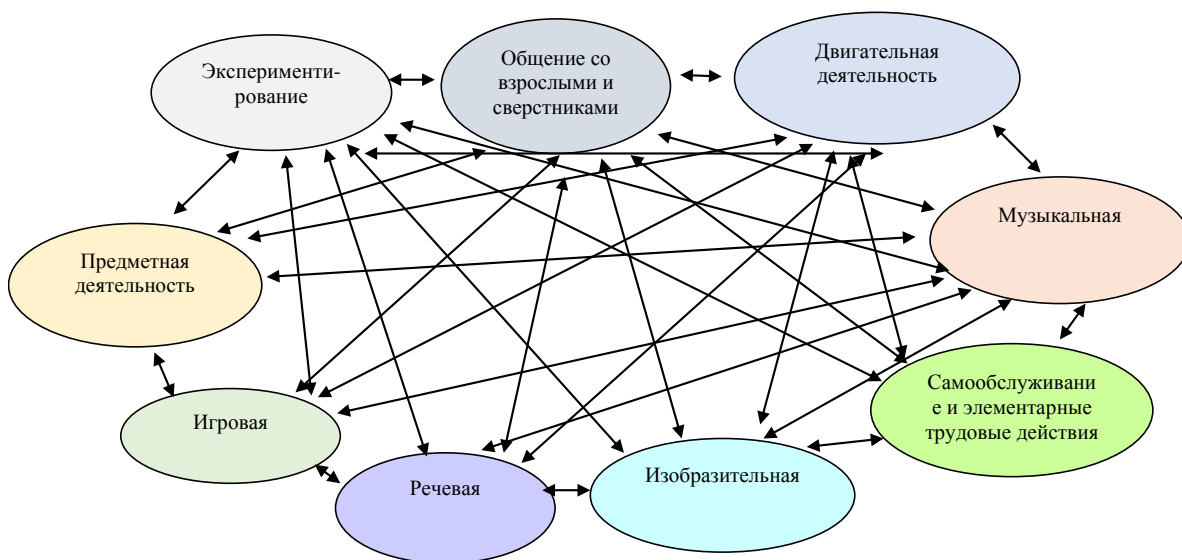 Эксперименти-
рование
Общение со
взрослыми и
сверстниками
Двигательная
деятельность
Музыкальная
Предметная
деятельность
Самообслуживани
е и элементарные
трудовые действия
Игровая
Речевая
Изобразительная